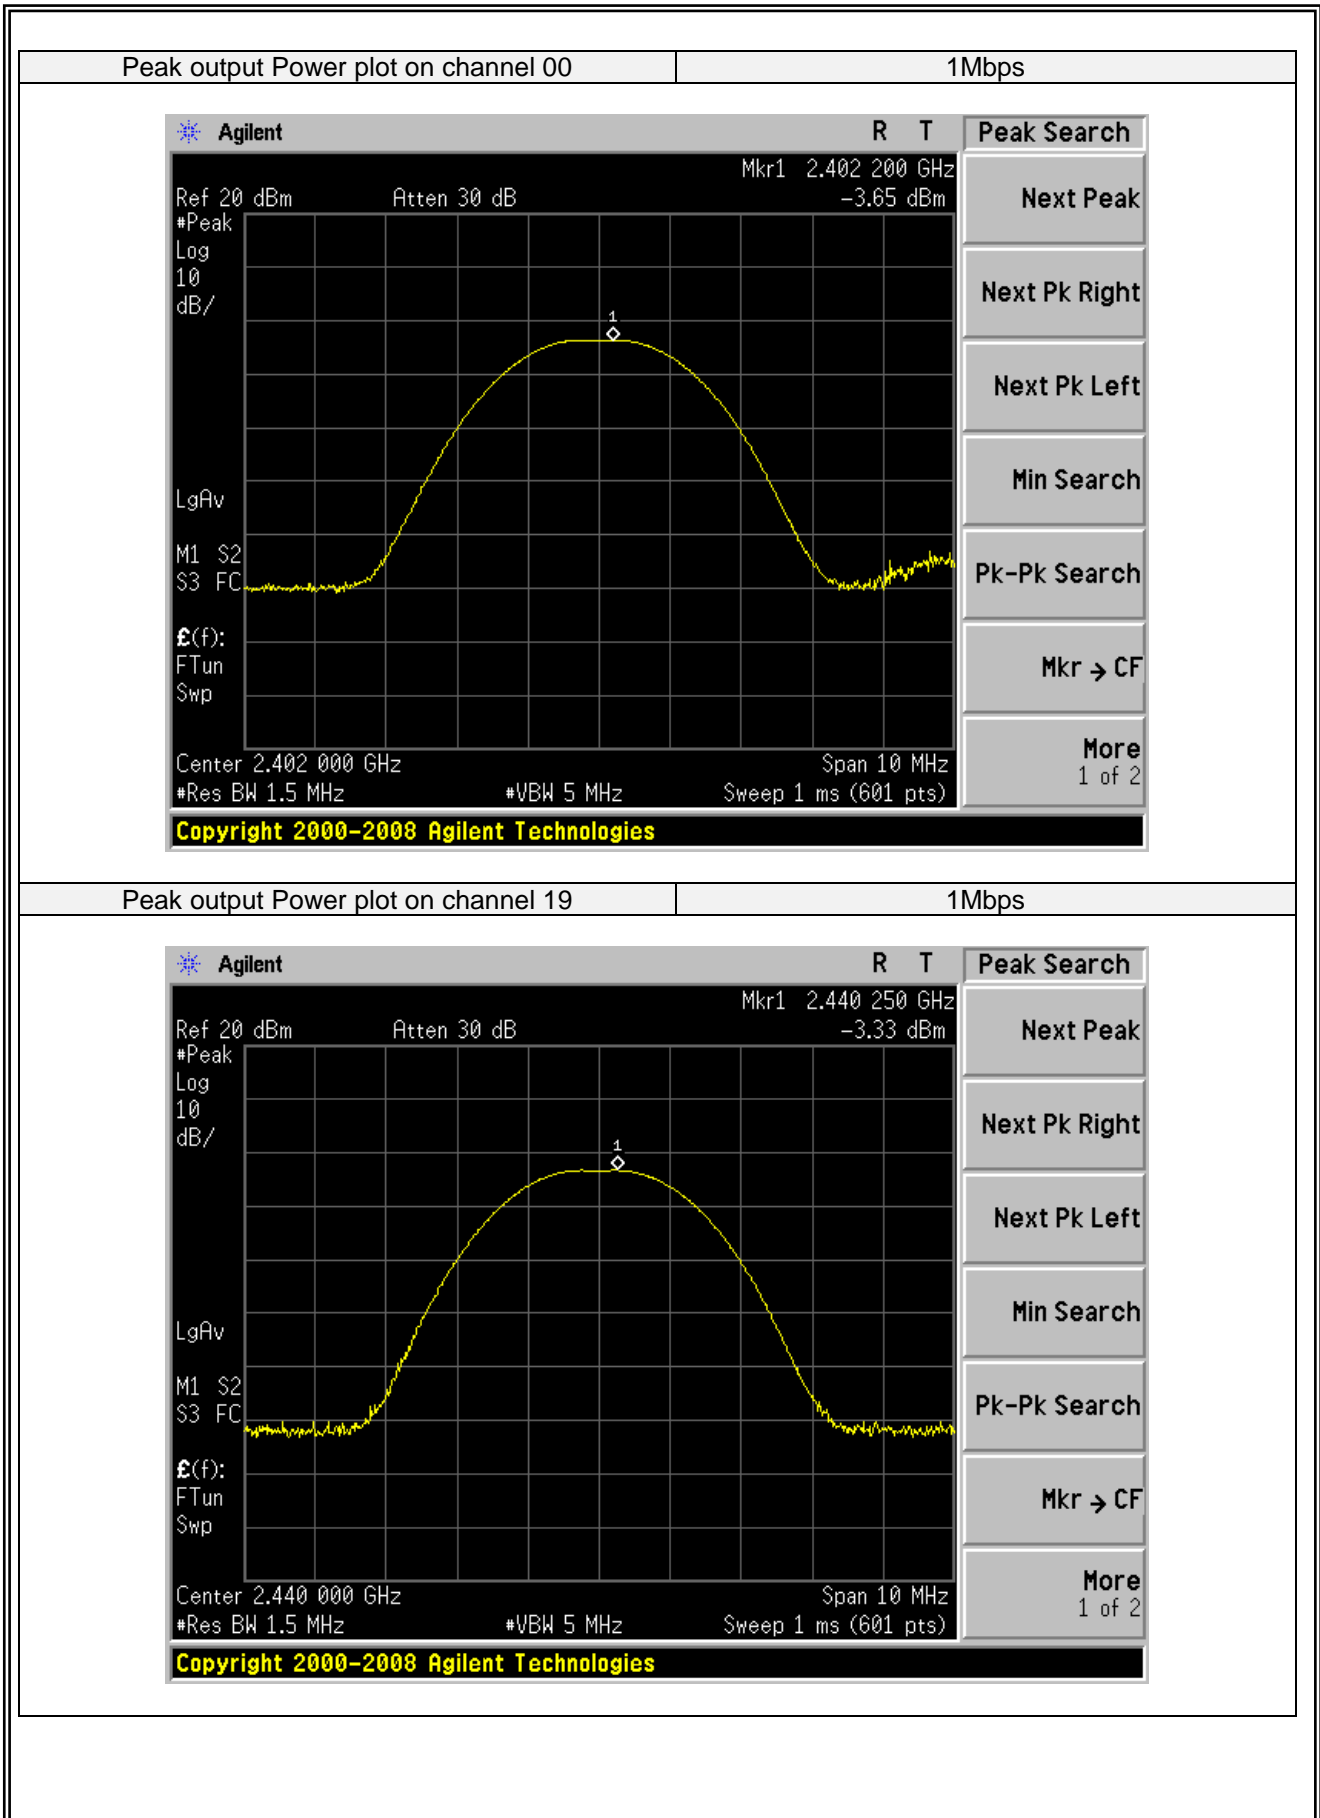 Peak output Power plot on channel 00 1Mbps
Agilent R T Peak Search
Mkr1 2.402 200 GHz
Ref 20 dBm Atten 30 dB -3.65 dBm Next Peak
#Peak
Log
10
dB/
Next Pk Right
1
Next Pk Left
Min Search
LgAv
M1 S2
S3 FC
Pk-Pk Search
£(f):
FTun
Swp
Mkr → CF
More
1 of 2
Center 2.402 000 GHz Span 10 MHz
#Res BW 1.5 MHz #VBW 5 MHz Sweep 1 ms (601 pts)
Copyright 2000-2008 Agilent Technologies
Peak output Power plot on channel 19 1Mbps
Agilent R T Peak Search
Mkr1 2.440 250 GHz
Ref 20 dBm Atten 30 dB -3.33 dBm Next Peak
#Peak
Log
10
dB/
Next Pk Right
1
Next Pk Left
Min Search
LgAv
M1 S2
S3 FC
Pk-Pk Search
£(f):
FTun
Swp
Mkr → CF
More
1 of 2
Center 2.440 000 GHz Span 10 MHz
#Res BW 1.5 MHz #VBW 5 MHz Sweep 1 ms (601 pts)
Copyright 2000-2008 Agilent Technologies